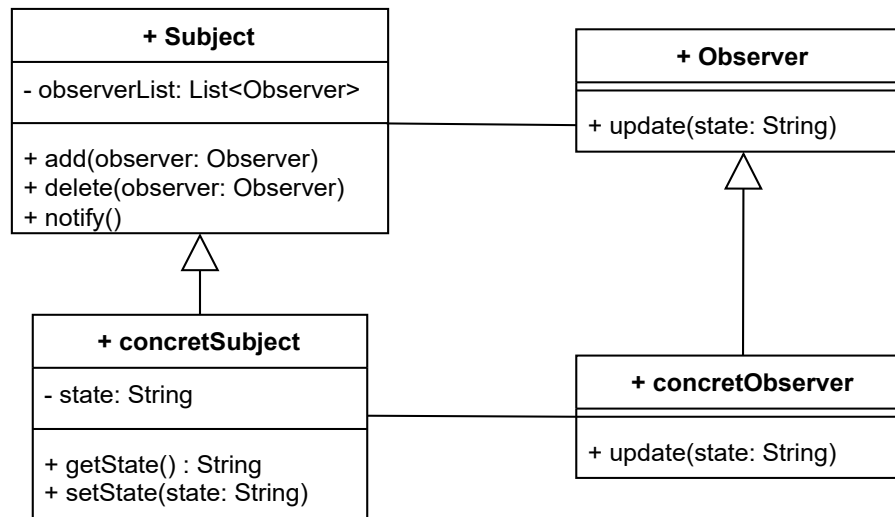 + Subject
- observerList: List<Observer>
+ add(observer: Observer)
+ delete(observer: Observer)
+ notify()
+ Observer
+ update(state: String)
+ concretSubject
- state: String
+ getState() : String
+ setState(state: String)
+ concretObserver
+ update(state: String)